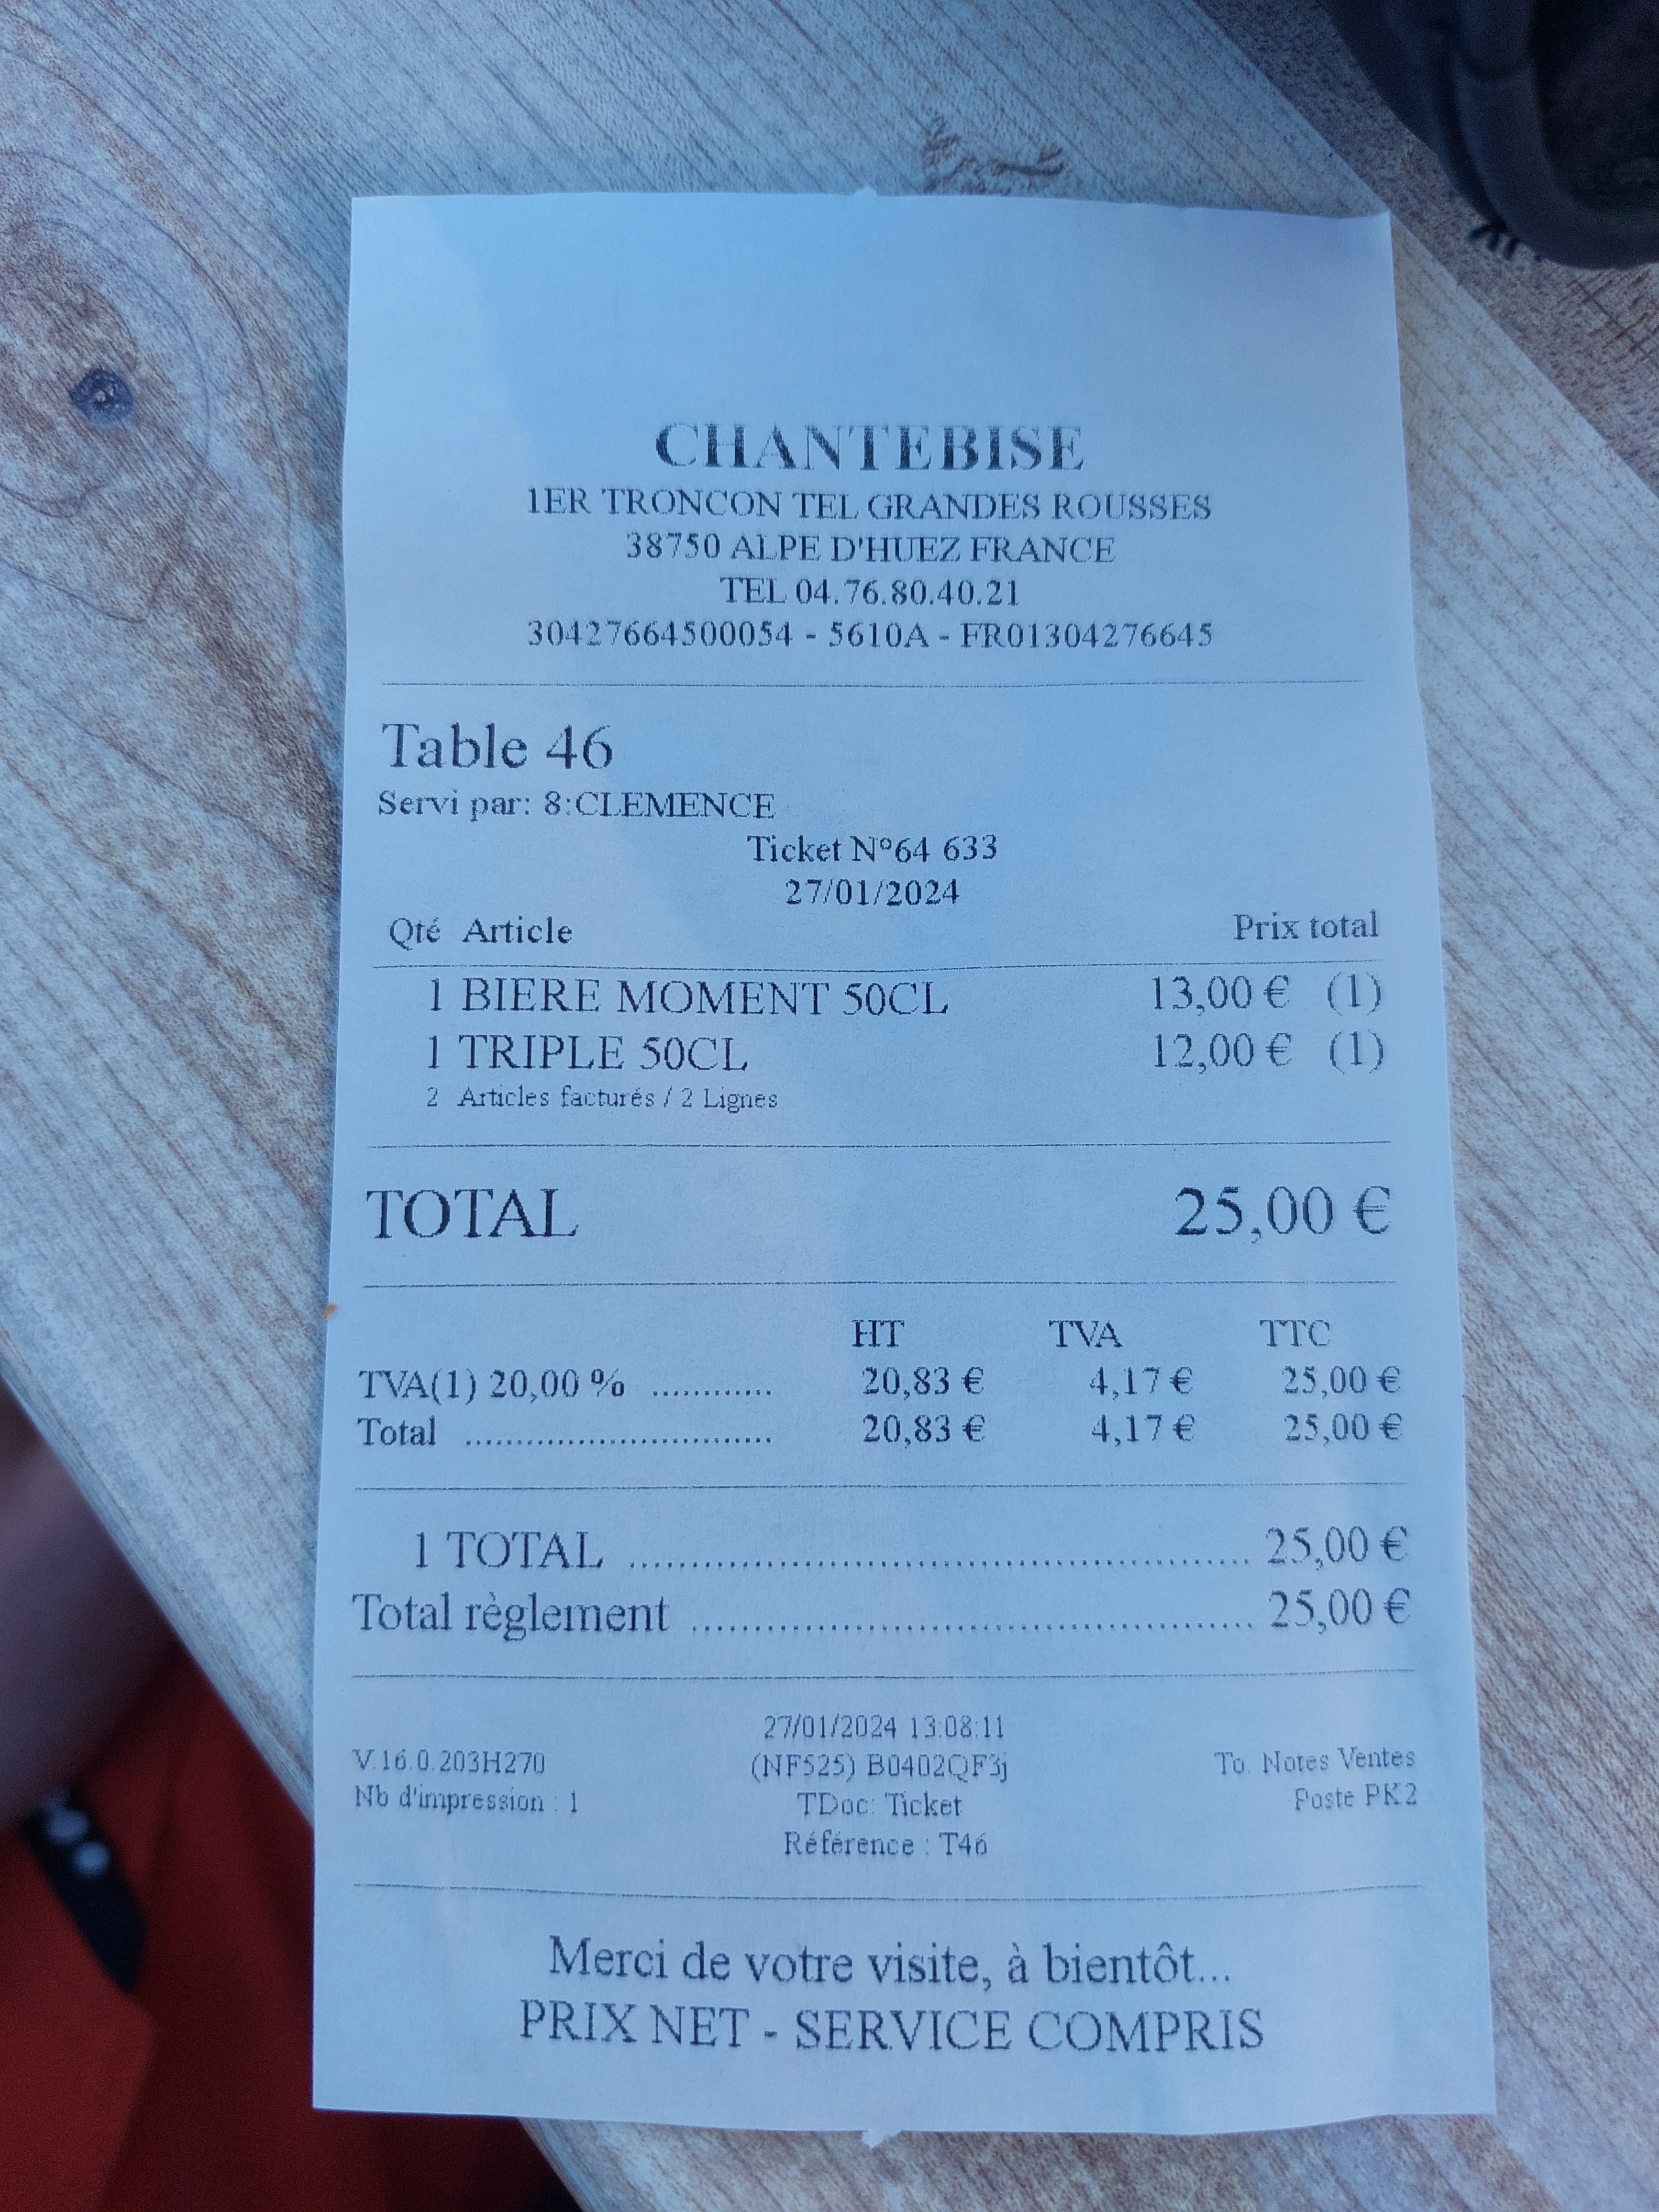 CHANTEBISE
1ER TRONCON TEL GRANDES ROUSSES
38750 ALPE D'HUEZ FRANCE
TEL 04.76.80.40.21
30427664500054 - 5610A - FR01304276645
Table 46
Servi par: 8:CLEMENCE
Ticket N°64 633
27/01/2024
Qté Article Prix total
1 BIERE MOMENT 50CL 13,00 € (1)
1 TRIPLE 50CL 12,00 € (1)
2 Articles facturés / 2 Lignes
TOTAL 25,00 €
HT TVA TTC
TVA(1) 20,00 % ............ 20,83 € 4,17 € 25,00 €
Total .............................. 20,83 € 4,17 € 25,00 €
1 TOTAL .................................................. 25,00 €
Total règlement ............................................. 25,00 €
27/01/2024 13:08:11
V.16.0.203H270 (NF525) B0402QF3j To. Notes Ventes
Nb d'impression : 1 TDoc: Ticket Poste PK2
Référence : T46
Merci de votre visite, à bientôt...
PRIX NET - SERVICE COMPRIS